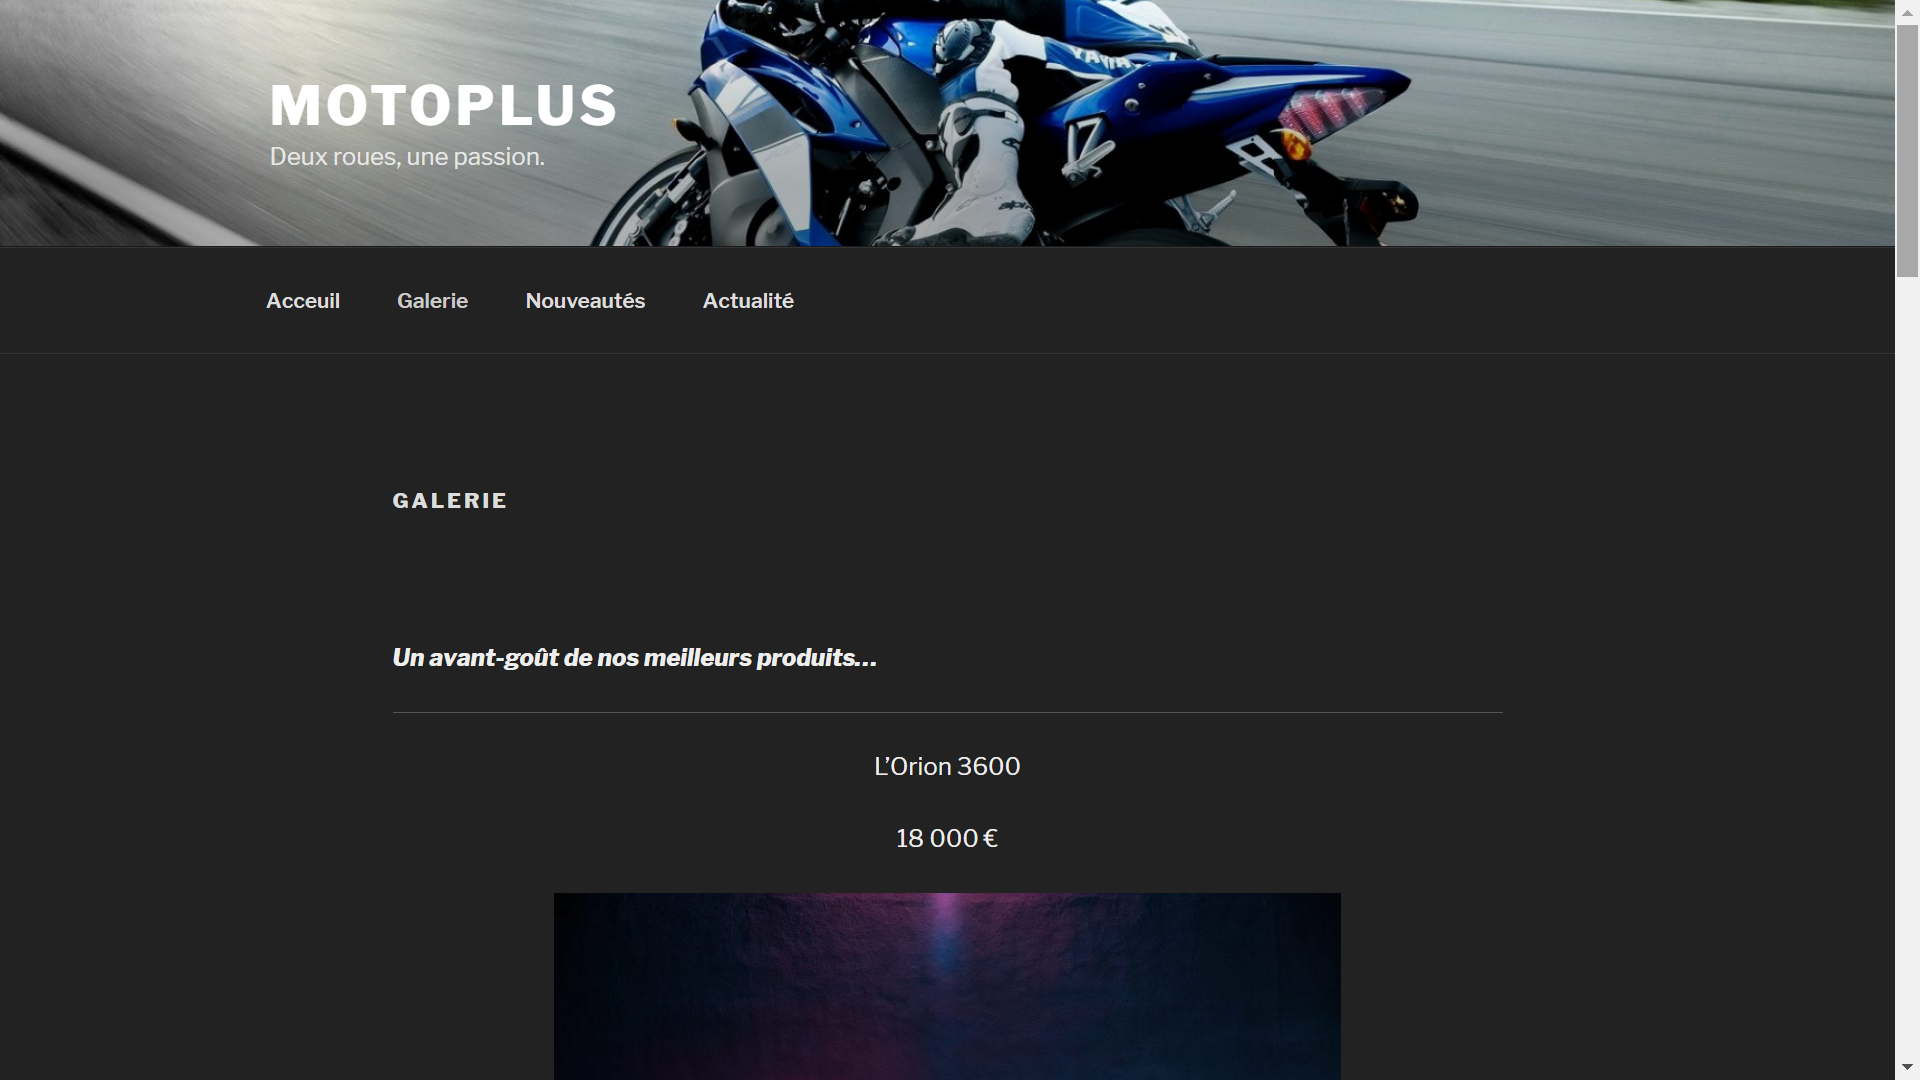 MOTOPLUS
Deux roues, une passion.
YAMA
Acceuil Galerie Nouveautés Actualité
GALERIE
Un avant-goût de nos meilleurs produits…
L’Orion 3600
18 000 €